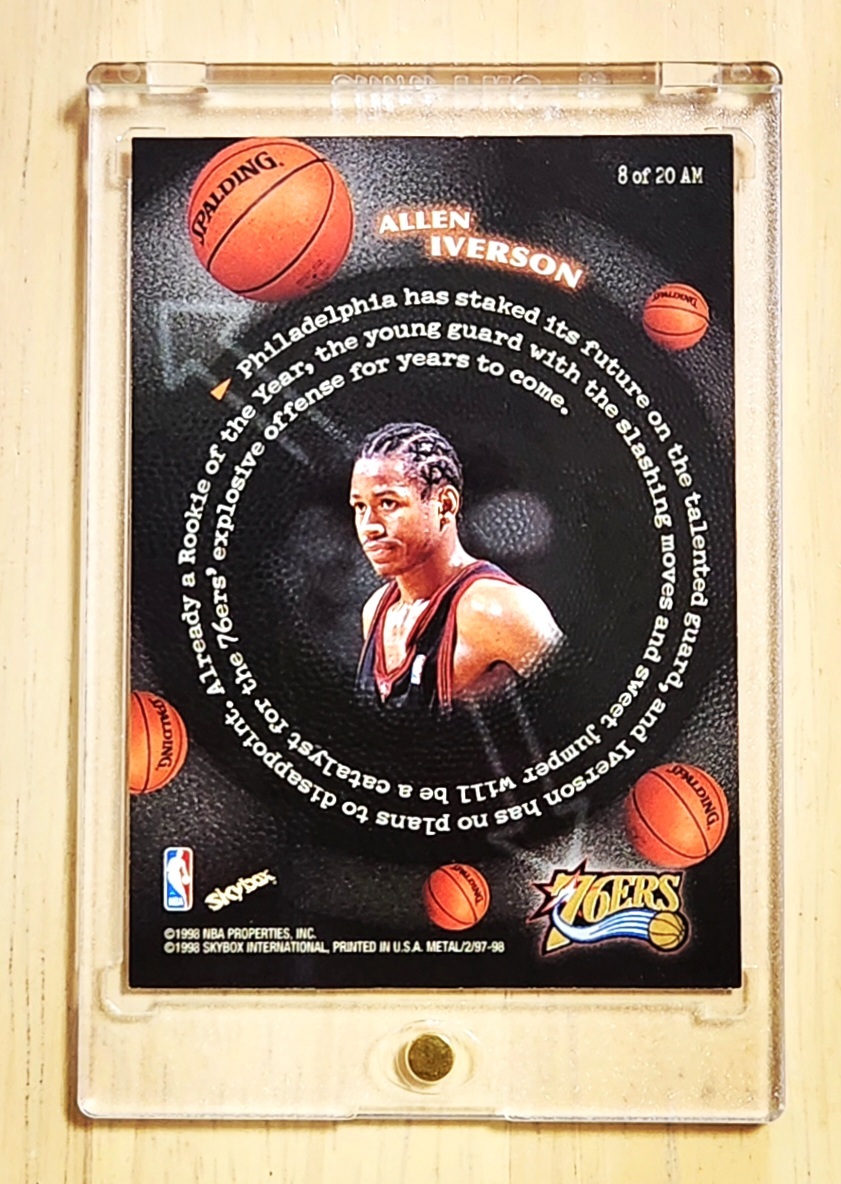 SPALDING.
8 of 20 AM
ALLEN
IVERSON
SPALDING
Philadelphia has staked its future on the talented guard, and Iverson has no plans to disappoint. Already a Rookie of the Year, the young guard with the slashing moves and sweet jumper will be a catalyst for the 76ers' explosive offense for years to come.
SPALDING
SPALDING
SPALDING
NBA
Skybox
76ERS
©1998 NBA PROPERTIES, INC.
©1998 SKYBOX INTERNATIONAL, PRINTED IN U.S.A. METAL/2/97-98